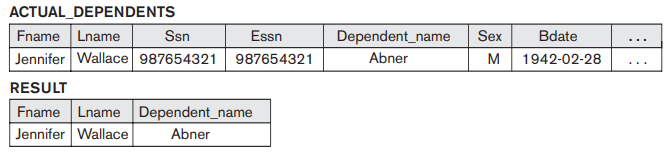 ACTUAL_DEPENDENTS
Fname Lname Ssn Essn Dependent_name Sex Bdate ...
Jennifer Wallace 987654321 987654321 Abner M 1942-02-28 ...
RESULT
Fname Lname Dependent_name
Jennifer Wallace Abner